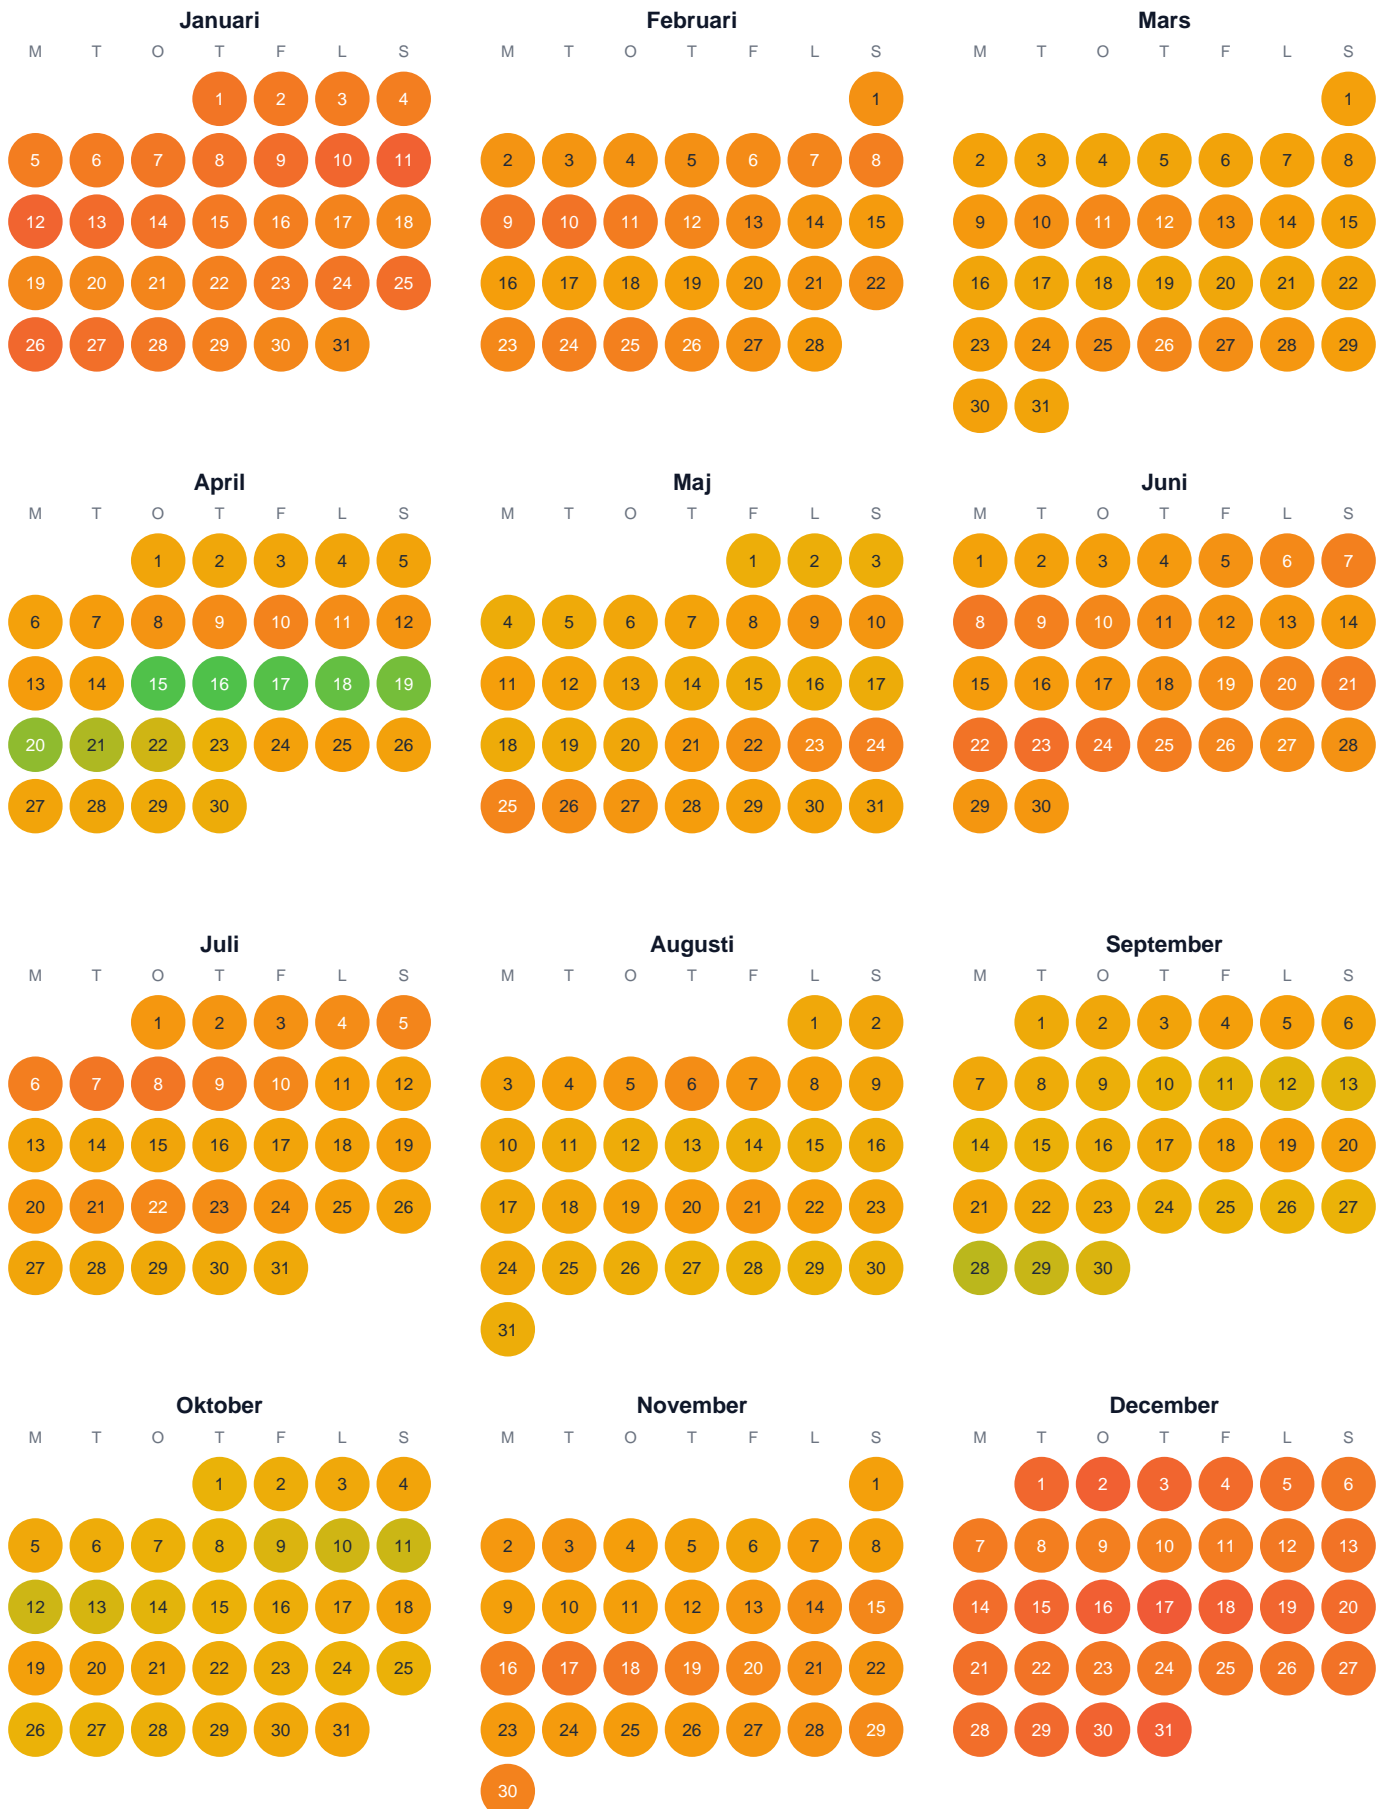 Januari Februari Mars
M T O T F L S M T O T F L S M T O T F L S
1 2 3 4 1 1
5 6 7 8 9 10 11 2 3 4 5 6 7 8 2 3 4 5 6 7 8
12 13 14 15 16 17 18 9 10 11 12 13 14 15 9 10 11 12 13 14 15
19 20 21 22 23 24 25 16 17 18 19 20 21 22 16 17 18 19 20 21 22
26 27 28 29 30 31 23 24 25 26 27 28 23 24 25 26 27 28 29
30 31
April Maj Juni
M T O T F L S M T O T F L S M T O T F L S
1 2 3 4 5 1 2 3 1 2 3 4 5 6 7
6 7 8 9 10 11 12 4 5 6 7 8 9 10 8 9 10 11 12 13 14
13 14 15 16 17 18 19 11 12 13 14 15 16 17 15 16 17 18 19 20 21
20 21 22 23 24 25 26 18 19 20 21 22 23 24 22 23 24 25 26 27 28
27 28 29 30 25 26 27 28 29 30 31 29 30
Juli Augusti September
M T O T F L S M T O T F L S M T O T F L S
1 2 3 4 5 1 2 1 2 3 4 5 6
6 7 8 9 10 11 12 3 4 5 6 7 8 9 7 8 9 10 11 12 13
13 14 15 16 17 18 19 10 11 12 13 14 15 16 14 15 16 17 18 19 20
20 21 22 23 24 25 26 17 18 19 20 21 22 23 21 22 23 24 25 26 27
27 28 29 30 31 24 25 26 27 28 29 30 28 29 30
31
Oktober November December
M T O T F L S M T O T F L S M T O T F L S
1 2 3 4 1 1 2 3 4 5 6
5 6 7 8 9 10 11 2 3 4 5 6 7 8 7 8 9 10 11 12 13
12 13 14 15 16 17 18 9 10 11 12 13 14 15 14 15 16 17 18 19 20
19 20 21 22 23 24 25 16 17 18 19 20 21 22 21 22 23 24 25 26 27
26 27 28 29 30 31 23 24 25 26 27 28 29 28 29 30 31
30